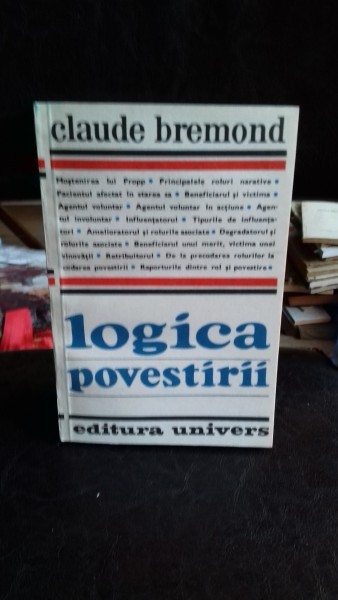 claude bremond
Moștenirea lui Propp • Principalele roluri narative •
Pacientul afectat în starea sa • Beneficiarul și victima •
Agentul voluntar • Agentul voluntar în acțiune • Agen-
tul involuntar • Influențatorul • Tipurile de influența-
tori • Amelioratorul și rolurile asociate • Degradatorul și
rolurile asociate • Beneficiarul unui merit, victima unei
vinovății • Retribuitorul • De la precodarea rolurilor la
codarea povestirii • Raporturile dintre rol și povestire •
logica
povestirii
editura univers